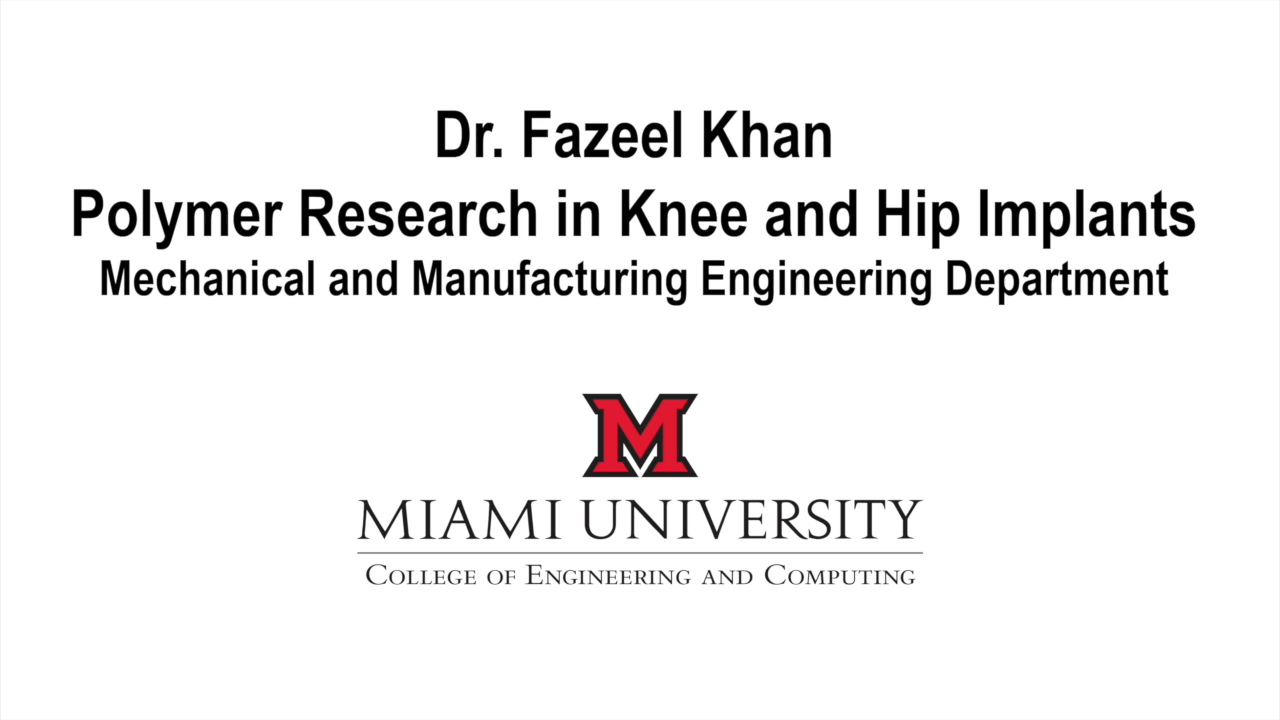 Dr. Fazeel Khan
Polymer Research in Knee and Hip Implants
Mechanical and Manufacturing Engineering Department
M
MIAMI UNIVERSITY
COLLEGE OF ENGINEERING AND COMPUTING